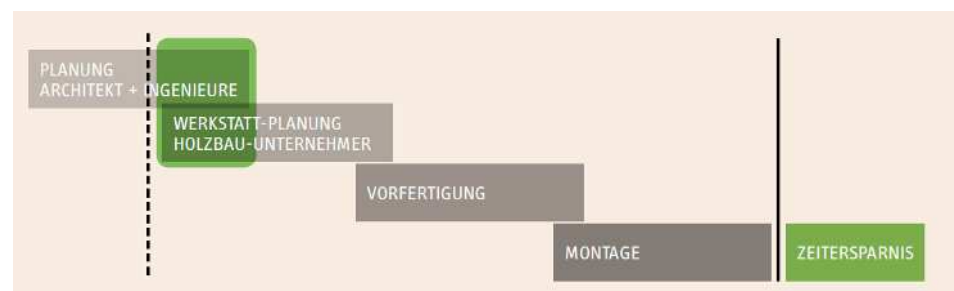 PLANUNG
ARCHITEKT + INGENIEURE
WERKSTATT-PLANUNG
HOLZBAU-UNTERNEHMER
VORFERTIGUNG
MONTAGE
ZEITERSPARNIS